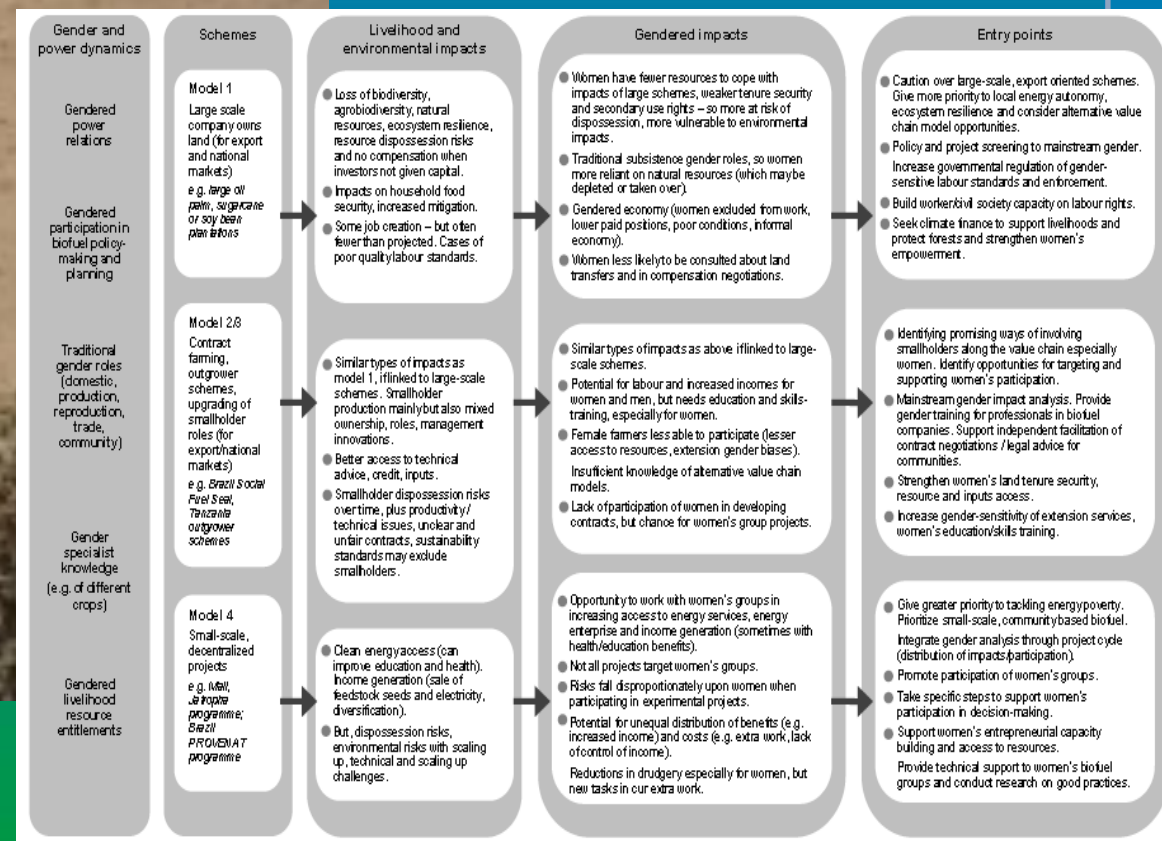 Gender and
power dynamics
Gendered
power
relations
Gendered
participation in
biofuel policy-
making and
planning
Traditional
gender roles
(domestic,
production,
reproduction,
trade,
community)
Gender
specialist
knowledge
(e.g. of different
crops)
Gendered
livelihood
resource
entitlements
Schemes
Model 1
Large scale
company owns
land (for export
and national
markets)
e.g. large oil
palm, sugarcane
or soy bean
plantations
Model 2/3
Contract
farming,
outgrower
schemes,
upgrading of
smallholder
roles (for
export/national
markets)
e.g. Brazil Social
Fuel Seal,
Tanzania
outgrower
schemes
Model 4
Small-scale,
decentralized
projects
e.g. Mali,
Jatropha
programme;
Brazil
PROVENAT
programme
Livelihood and
environmental impacts
Loss of biodiversity,
agrobiodiversity, natural
resources, ecosystem resilience,
resource dispossession risks
and no compensation when
investors not given capital.
Impacts on household food
security, increased mitigation.
Some job creation – but often
fewer than projected. Cases of
poor quality labour standards.
Similar types of impacts as
model 1, if linked to large-scale
schemes. Smallholder
production mainly but also mixed
ownership, roles, management
innovations.
Better access to technical
advice, credit, inputs.
Smallholder dispossession risks
over time, plus productivity/
technical issues, unclear and
unfair contracts, sustainability
standards may exclude
smallholders.
Clean energy access (can
improve education and health).
Income generation (sale of
feedstock seeds and electricity,
diversification).
But, dispossession risks,
environmental risks with scaling
up, technical and scaling up
challenges.
Gendered impacts
Women have fewer resources to cope with
impacts of large schemes, weaker tenure security
and secondary use rights – so more at risk of
dispossession, more vulnerable to environmental
impacts.
Traditional subsistence gender roles, so women
more reliant on natural resources (which maybe
depleted or taken over).
Gendered economy (women excluded from work,
lower paid positions, poor conditions, informal
economy).
Women less likely to be consulted about land
transfers and in compensation negotiations.
Similar types of impacts as above if linked to large-
scale schemes.
Potential for labour and increased incomes for
women and men, but needs education and skills-
training, especially for women.
Female farmers less able to participate (lesser
access to resources, extension gender biases).
Insufficient knowledge of alternative value chain
models.
Lack of participation of women in developing
contracts, but chance for women's group projects.
Opportunity to work with women's groups in
increasing access to energy services, energy
enterprise and income generation (sometimes with
health/education benefits).
Not all projects target women's groups.
Risks fall disproportionately upon women when
participating in experimental projects.
Potential for unequal distribution of benefits (e.g.
increased income) and costs (e.g. extra work, lack
of control of income).
Reductions in drudgery especially for women, but
new tasks in cur extra work.
Entry points
Caution over large-scale, export oriented schemes.
Give more priority to local energy autonomy,
ecosystem resilience and consider alternative value
chain model opportunities.
Policy and project screening to mainstream gender.
Increase governmental regulation of gender-
sensitive labour standards and enforcement.
Build worker/civil society capacity on labour rights.
Seek climate finance to support livelihoods and
protect forests and strengthen women's
empowerment.
Identifying promising ways of involving
smallholders along the value chain especially
women. Identify opportunities for targeting and
supporting women's participation.
Mainstream gender impact analysis. Provide
gender training for professionals in biofuel
companies. Support independent facilitation of
contract negotiations / legal advice for
communities.
Strengthen women's land tenure security,
resource and inputs access.
Increase gender-sensitivity of extension services,
women's education/skills training.
Give greater priority to tackling energy poverty.
Prioritize small-scale, community based biofuel.
Integrate gender analysis through project cycle
(distribution of impacts/participation).
Promote participation of women's groups.
Take specific steps to support women's
participation in decision-making.
Support women's entrepreneurial capacity
building and access to resources.
Provide technical support to women's biofuel
groups and conduct research on good practices.